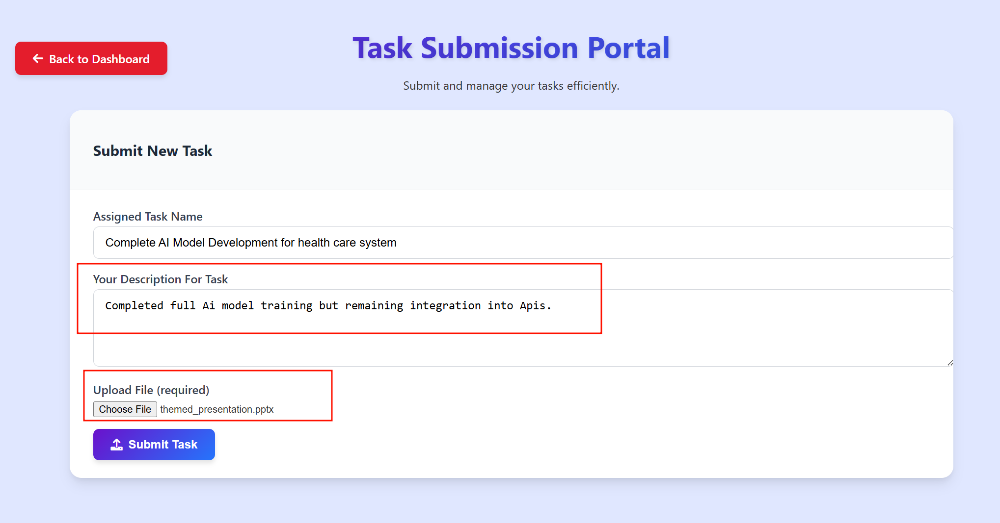 Back to Dashboard
Task Submission Portal
Submit and manage your tasks efficiently.
Submit New Task
Assigned Task Name
Complete AI Model Development for health care system
Your Description For Task
Completed full Ai model training but remaining integration into Apis.
Upload File (required)
Choose File themed_presentation.pptx
Submit Task